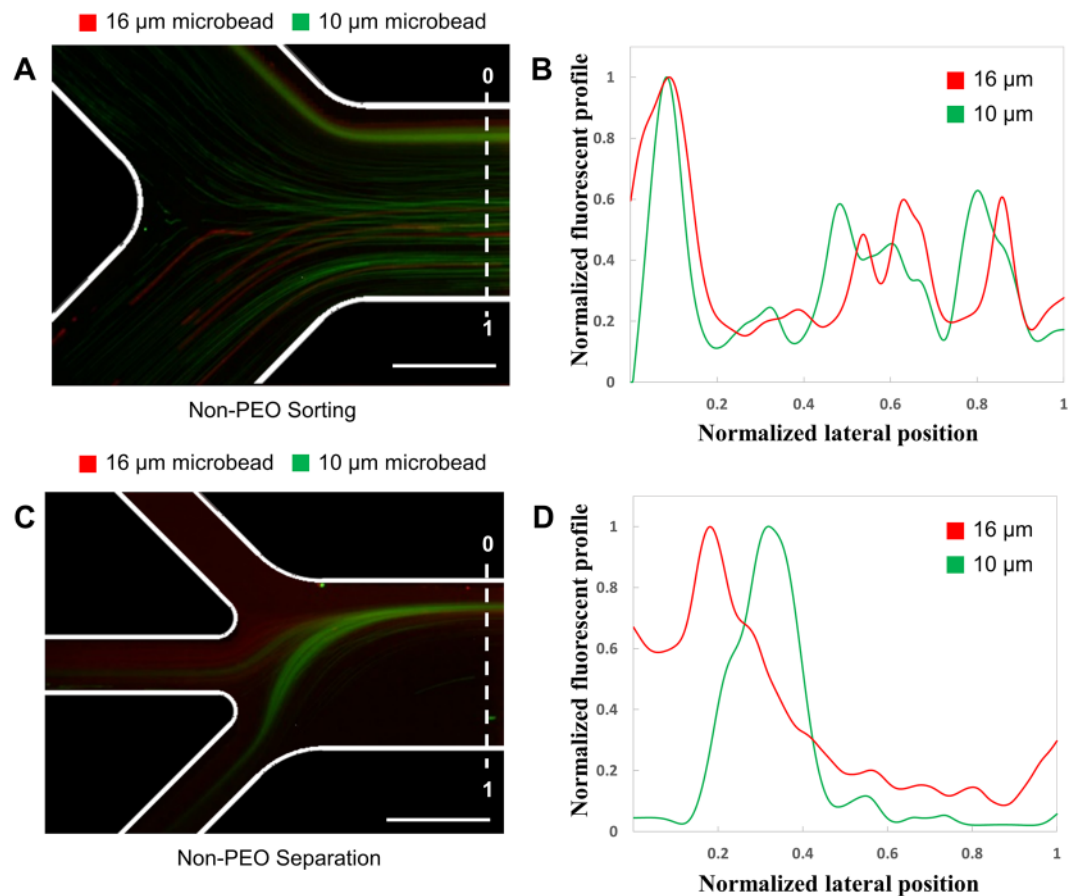 16 µm microbead 10 µm microbead
A
0
1
Non-PEO Sorting
B
Normalized fluorescent profile
1
0.8
0.6
0.4
0.2
0
0.2 0.4 0.6 0.8 1
Normalized lateral position
16 µm
10 µm
16 µm microbead 10 µm microbead
C
0
1
Non-PEO Separation
D
Normalized fluorescent profile
1
0.8
0.6
0.4
0.2
0
0.2 0.4 0.6 0.8 1
Normalized lateral position
16 µm
10 µm